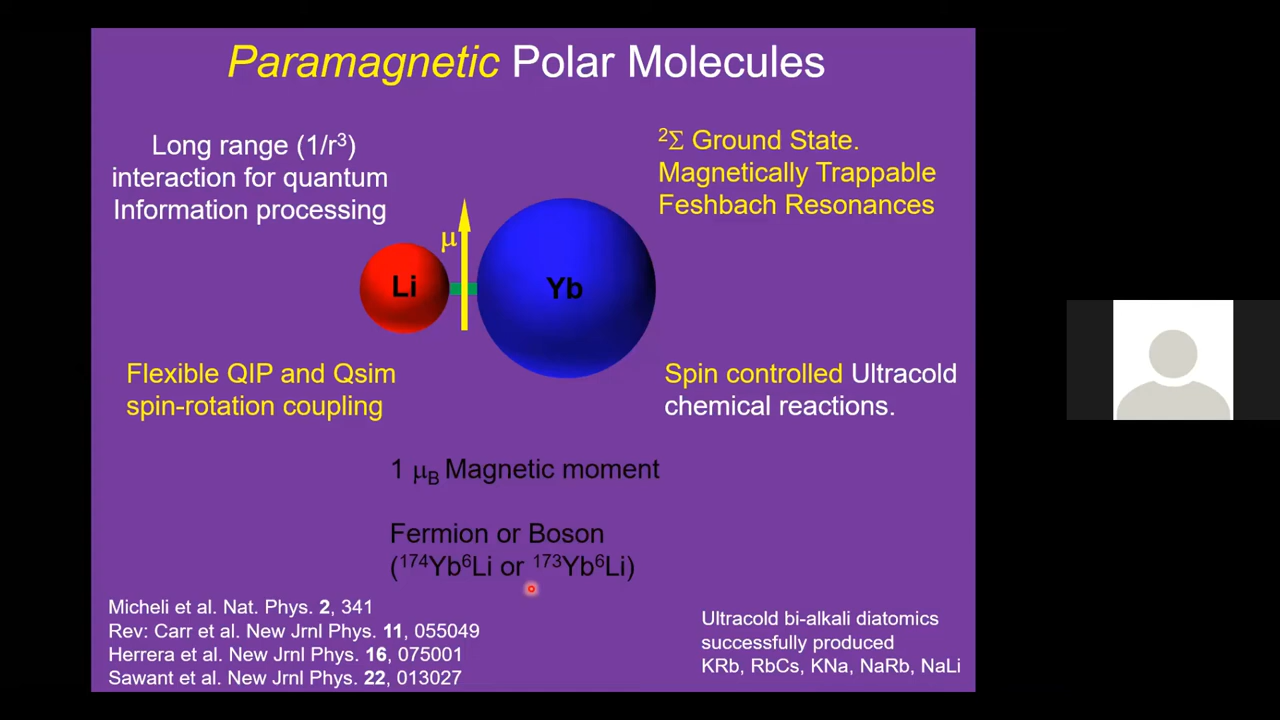 Paramagnetic Polar Molecules
Long range (1/r³)
interaction for quantum
Information processing
²Σ Ground State.
Magnetically Trappable
Feshbach Resonances
μ
Li
Yb
Flexible QIP and Qsim
spin-rotation coupling
Spin controlled Ultracold
chemical reactions.
1 μB Magnetic moment
Fermion or Boson
(¹⁷⁴Yb⁶Li or ¹⁷³Yb⁶Li)
Micheli et al. Nat. Phys. 2, 341
Rev: Carr et al. New Jrnl Phys. 11, 055049
Herrera et al. New Jrnl Phys. 16, 075001
Sawant et al. New Jrnl Phys. 22, 013027
Ultracold bi-alkali diatomics
successfully produced
KRb, RbCs, KNa, NaRb, NaLi